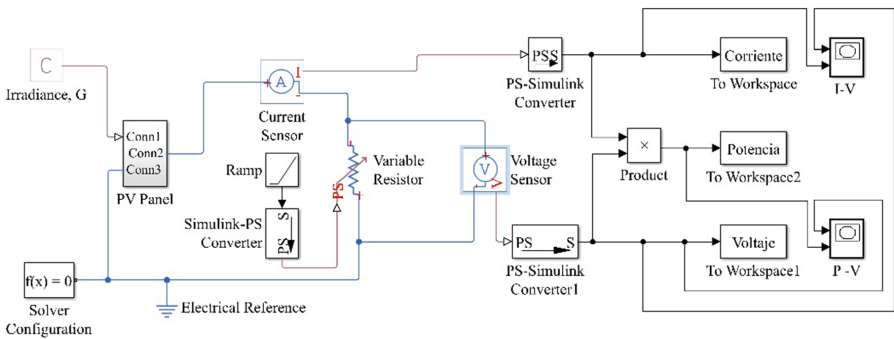 C
Irradiance, G
Conn1
Conn2
Conn3
PV Panel
f(x) = 0
Solver
Configuration
Electrical Reference
+
A
I
-
Current
Sensor
Ramp
S
PS
Simulink-PS
Converter
PS
+
Variable
Resistor
+
V
V
-
Voltage
Sensor
PS S
PS-Simulink
Converter
PS S
PS-Simulink
Converter1
×
Product
Corriente
To Workspace
Potencia
To Workspace2
Voltaje
To Workspace1
I-V
P -V